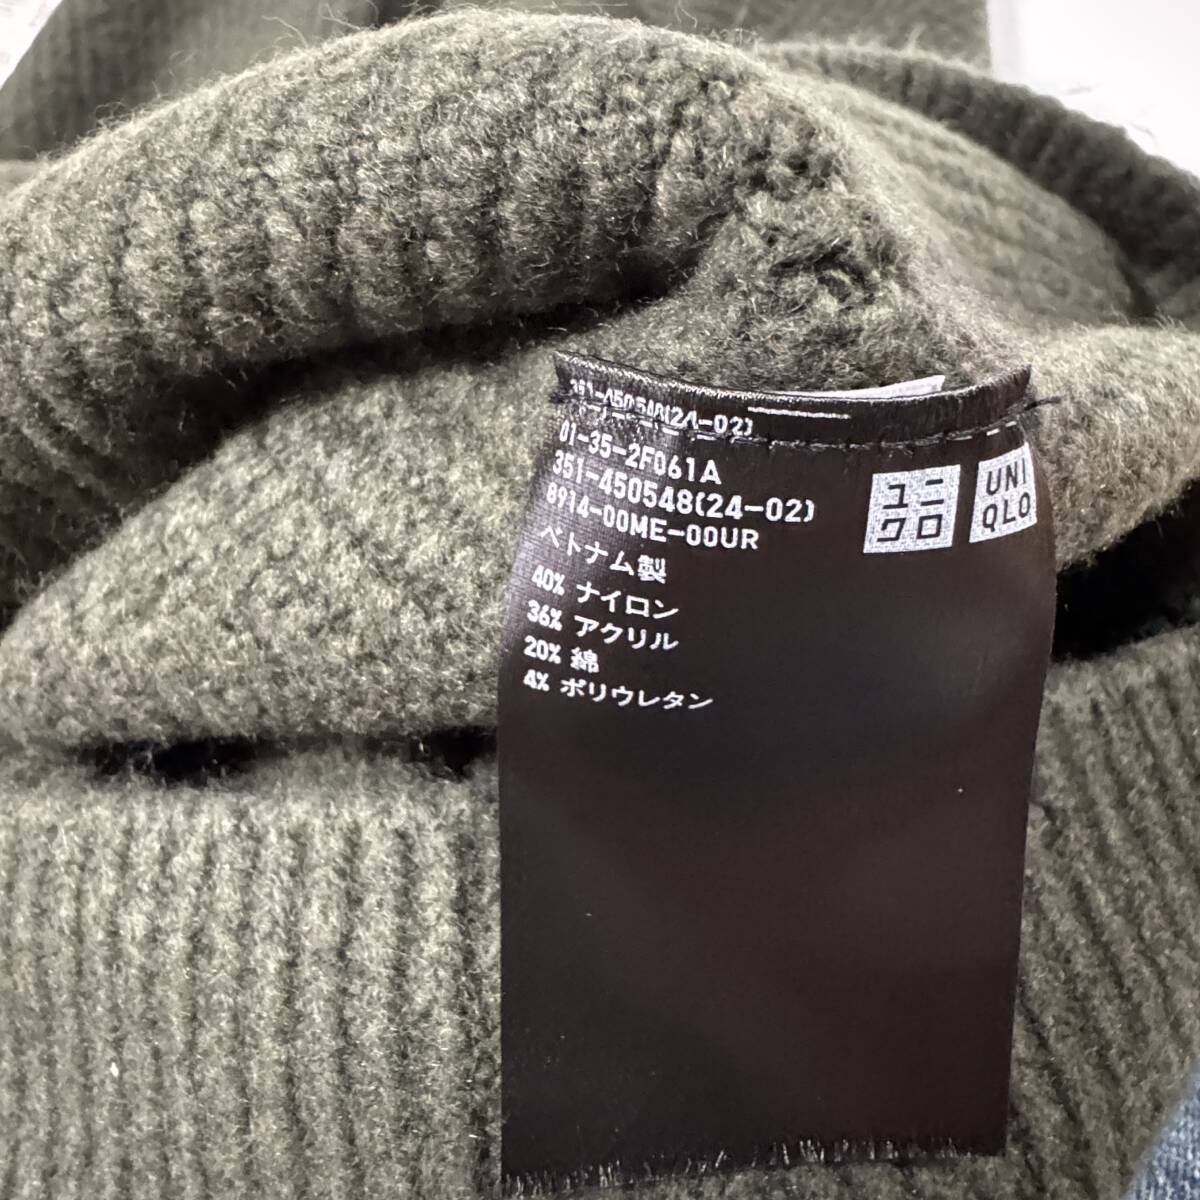 351-450548(24-02)
01-35-2F061A
351-450548(24-02)
8914-00ME-00UR
ベトナム製
40% ナイロン
36% アクリル
20% 綿
4% ポリウレタン
ユニ
クロ
UNI
QLO